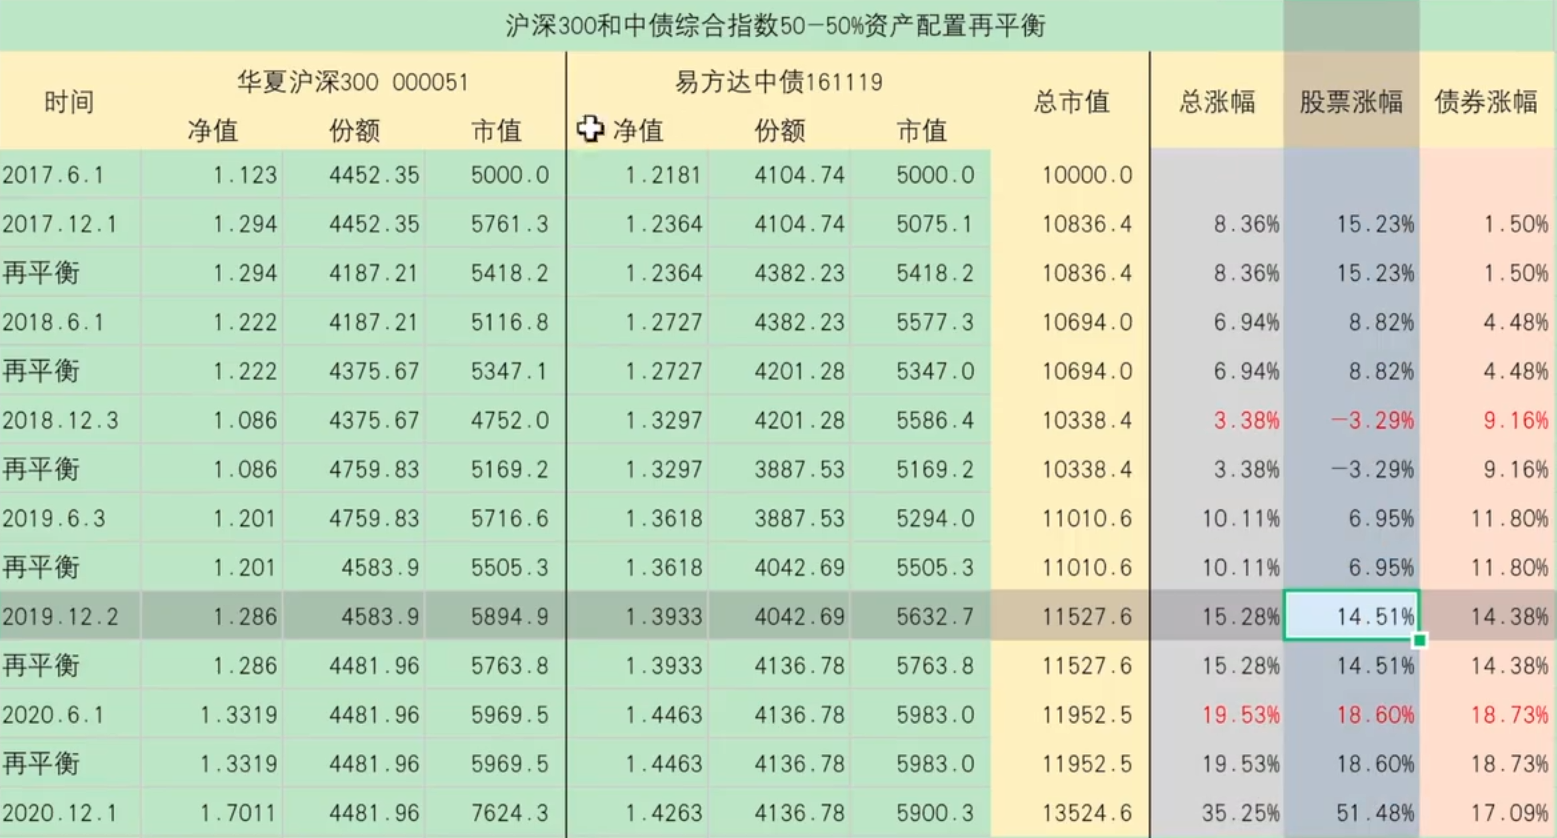 沪深300和中债综合指数50-50%资产配置再平衡
时间 华夏沪深300 000051 易方达中债161119 总市值 总涨幅 股票涨幅 债券涨幅
净值 份额 市值 净值 份额 市值
2017.6.1 1.123 4452.35 5000.0 1.2181 4104.74 5000.0 10000.0
2017.12.1 1.294 4452.35 5761.3 1.2364 4104.74 5075.1 10836.4 8.36% 15.23% 1.50%
再平衡 1.294 4187.21 5418.2 1.2364 4382.23 5418.2 10836.4 8.36% 15.23% 1.50%
2018.6.1 1.222 4187.21 5116.8 1.2727 4382.23 5577.3 10694.0 6.94% 8.82% 4.48%
再平衡 1.222 4375.67 5347.1 1.2727 4201.28 5347.0 10694.0 6.94% 8.82% 4.48%
2018.12.3 1.086 4375.67 4752.0 1.3297 4201.28 5586.4 10338.4 3.38% -3.29% 9.16%
再平衡 1.086 4759.83 5169.2 1.3297 3887.53 5169.2 10338.4 3.38% -3.29% 9.16%
2019.6.3 1.201 4759.83 5716.6 1.3618 3887.53 5294.0 11010.6 10.11% 6.95% 11.80%
再平衡 1.201 4583.9 5505.3 1.3618 4042.69 5505.3 11010.6 10.11% 6.95% 11.80%
2019.12.2 1.286 4583.9 5894.9 1.3933 4042.69 5632.7 11527.6 15.28% 14.51% 14.38%
再平衡 1.286 4481.96 5763.8 1.3933 4136.78 5763.8 11527.6 15.28% 14.51% 14.38%
2020.6.1 1.3319 4481.96 5969.5 1.4463 4136.78 5983.0 11952.5 19.53% 18.60% 18.73%
再平衡 1.3319 4481.96 5969.5 1.4463 4136.78 5983.0 11952.5 19.53% 18.60% 18.73%
2020.12.1 1.7011 4481.96 7624.3 1.4263 4136.78 5900.3 13524.6 35.25% 51.48% 17.09%